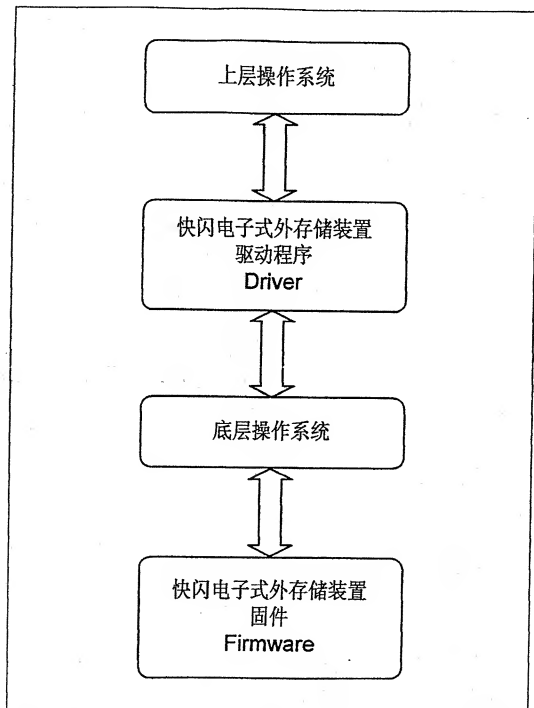 上层操作系统
快闪电子式外存储装置
驱动程序
Driver
底层操作系统
快闪电子式外存储装置
固件
Firmware